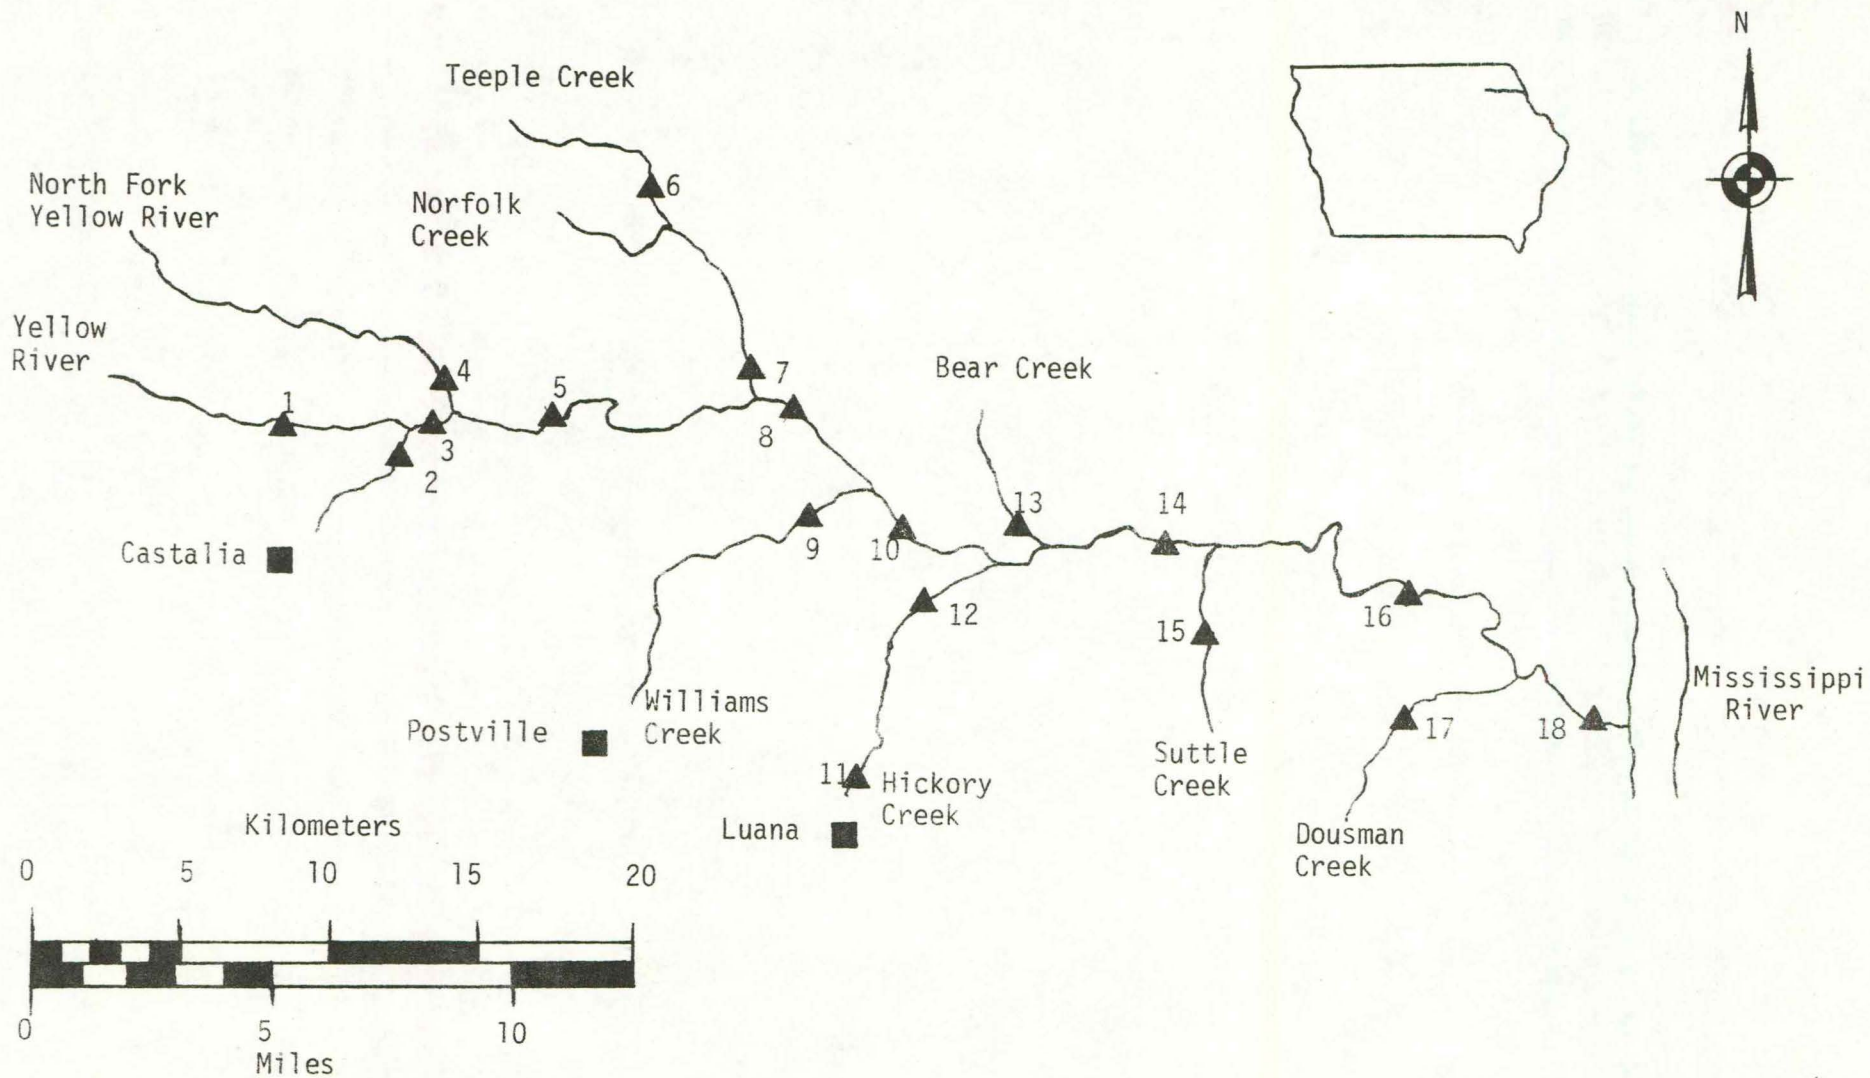 N
Teeple Creek
North Fork
Yellow River
6
Norfolk
Creek
Yellow
River
4
1
5
7
Bear Creek
3
8
2
13
14
Castalia
9
10
12
16
15
Williams
Creek
Postville
Mississippi
River
17
18
Suttle
Creek
11
Hickory
Creek
Luana
Kilometers
Dousman
Creek
0 5 10 15 20
0 5 10
Miles